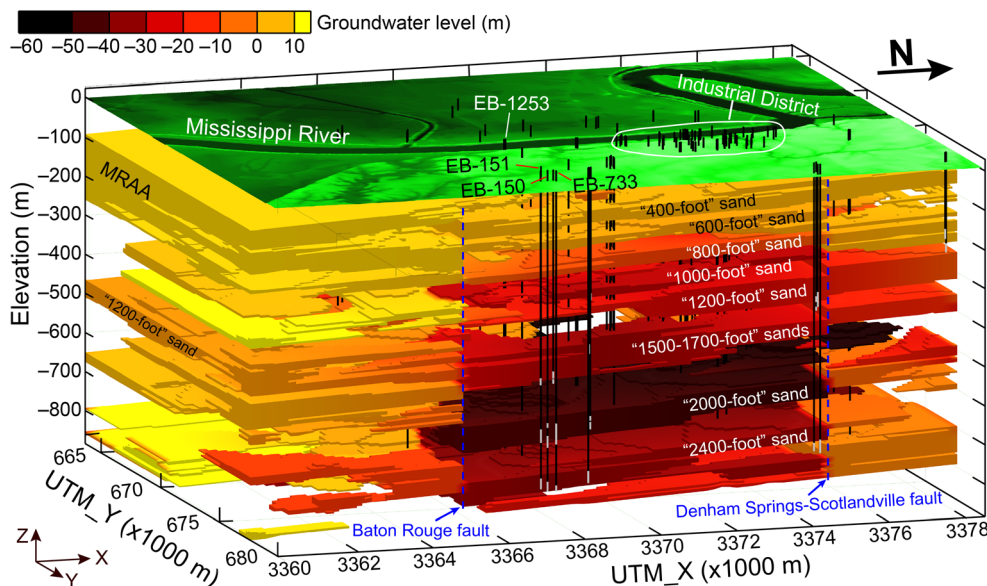 Groundwater level (m)
−60 −50 −40 −30 −20 −10 0 10
N
Industrial
District
EB-1253
Mississippi River
EB-151
EB-150
EB-733
MRAA
"400-foot" sand
"600-foot" sand
"800-foot" sand
"1000-foot" sand
"1200-foot" sand
"1200-foot" sand
"1500-1700-foot" sands
"2000-foot" sand
"2400-foot" sand
Elevation (m)
0
−100
−200
−300
−400
−500
−600
−700
−800
665
670
675
680
UTM_Y (x1000 m)
Baton Rouge fault
Denham Springs-Scotlandville fault
3360 3362 3364 3366 3368 3370 3372 3374 3376 3378
UTM_X (x1000 m)
Z
X
Y